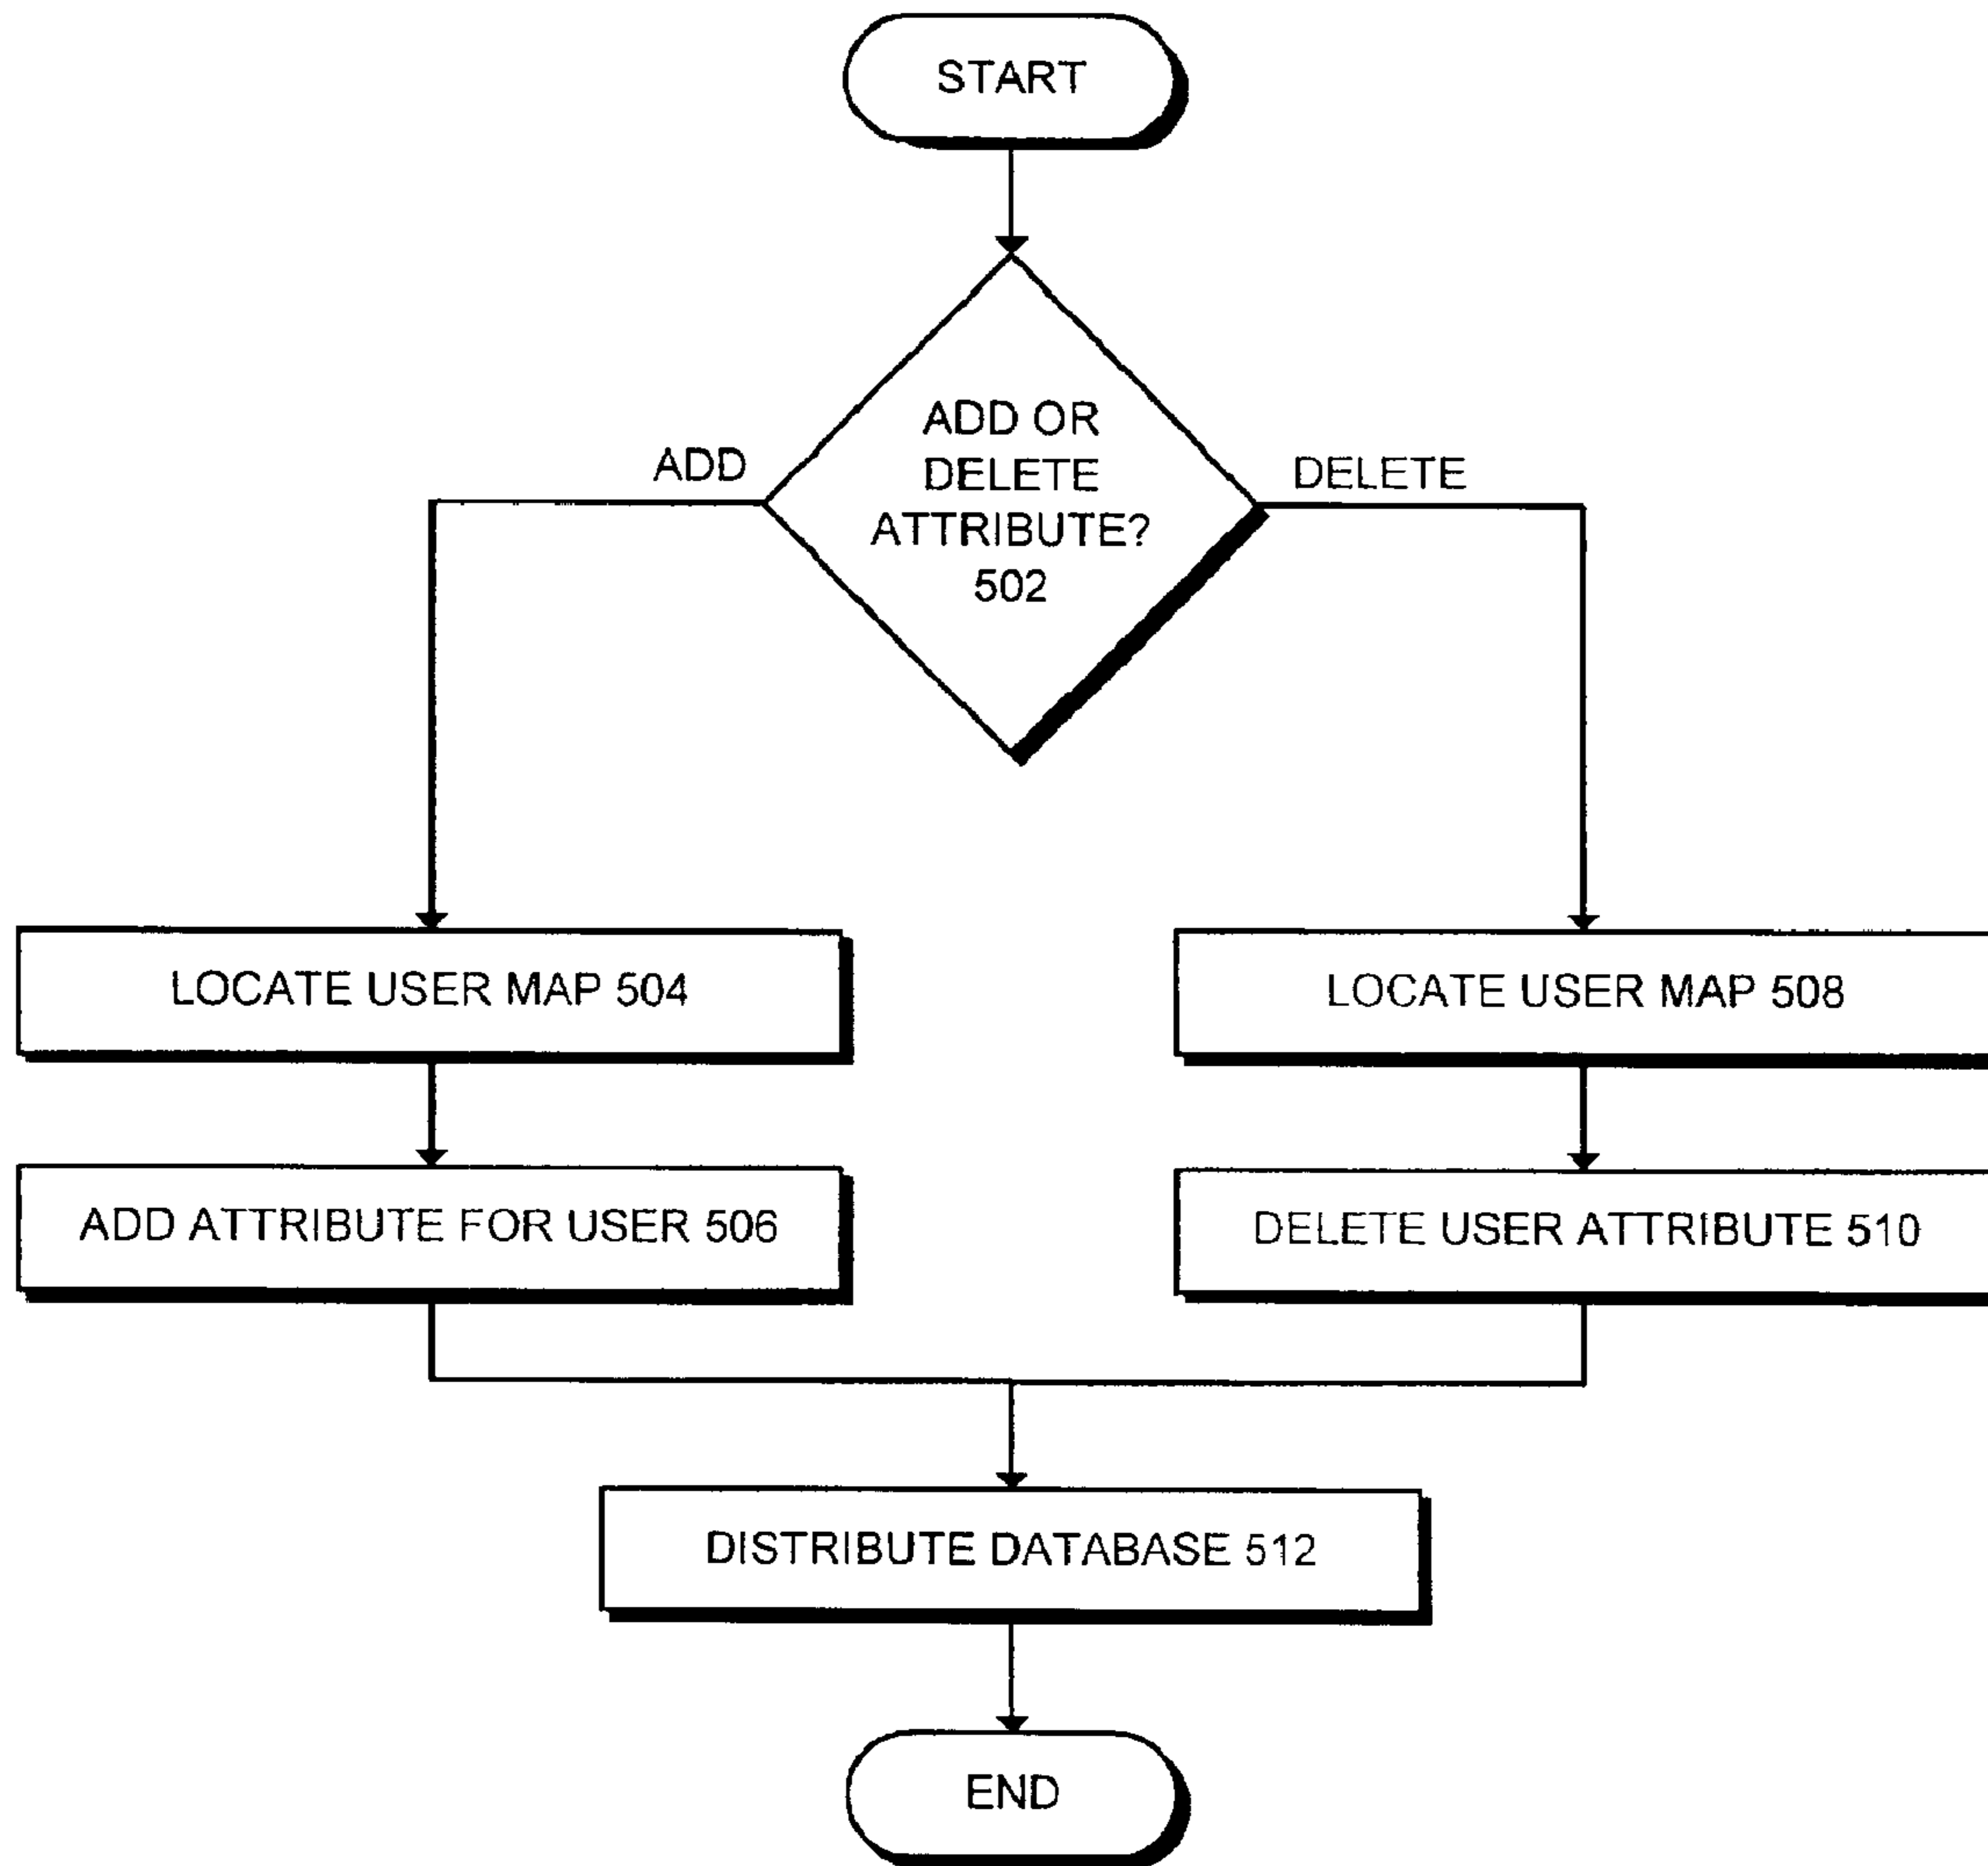 START
ADD OR
DELETE
ATTRIBUTE?
502
ADD
DELETE
LOCATE USER MAP 504
LOCATE USER MAP 508
ADD ATTRIBUTE FOR USER 506
DELETE USER ATTRIBUTE 510
DISTRIBUTE DATABASE 512
END